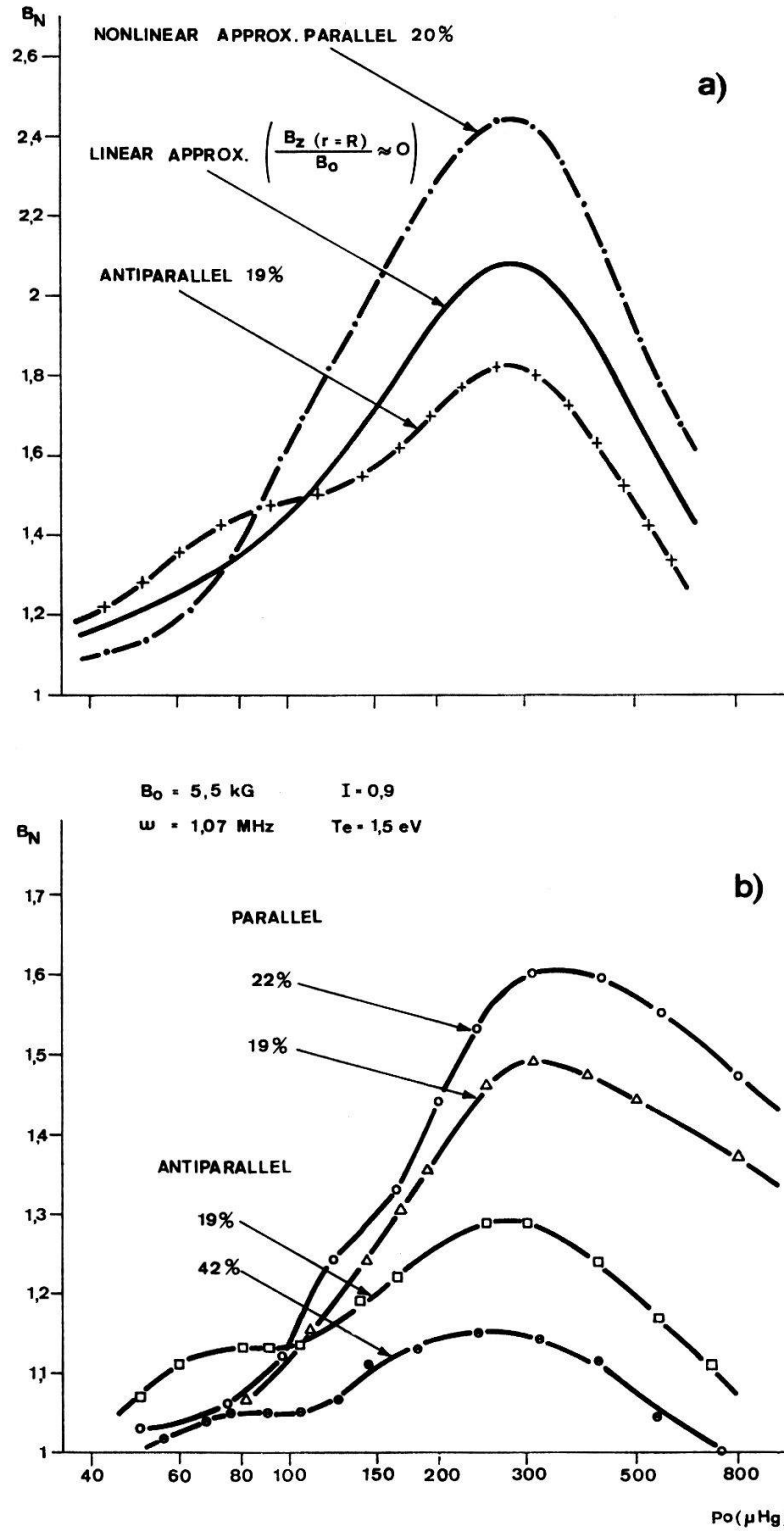 B_N
NONLINEAR APPROX. PARALLEL 20%
2,6
a)
2,4
LINEAR APPROX. (B_z (r = R) / B_o ≈ 0)
2,2
ANTIPARALLEL 19%
2
1,8
1,6
1,4
1,2
1
B_o = 5,5 kG I = 0,9
ω = 1,07 MHz Te = 1,5 eV
B_N
b)
1,7
PARALLEL
1,6
22%
19%
1,5
1,4
ANTIPARALLEL
1,3
19%
42%
1,2
1,1
1
40 60 80 100 150 200 300 500 800
Po(μHg